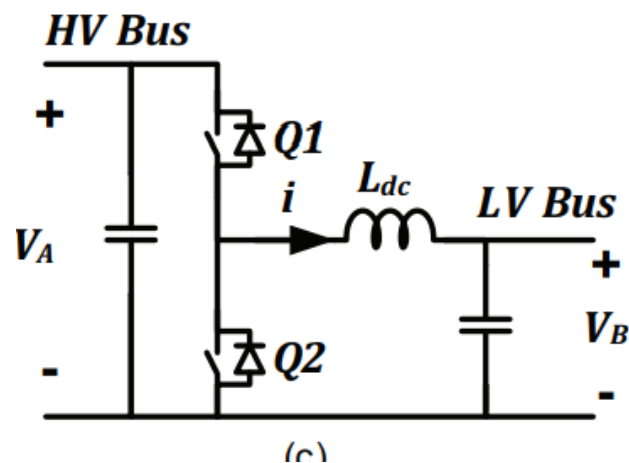 HV Bus
+
Q1
L_dc
i
LV Bus
V_A
+
V_B
Q2
-
-
(c)